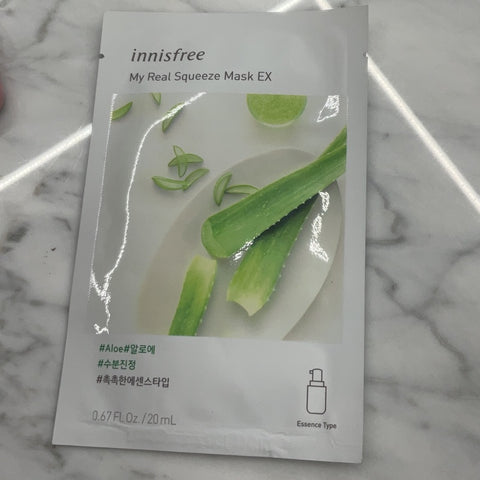 innisfree
My Real Squeeze Mask EX
#Aloe#알로에
#수분진정
#촉촉한에센스타입
0.67 FL.Oz./20 mL
Essence Type